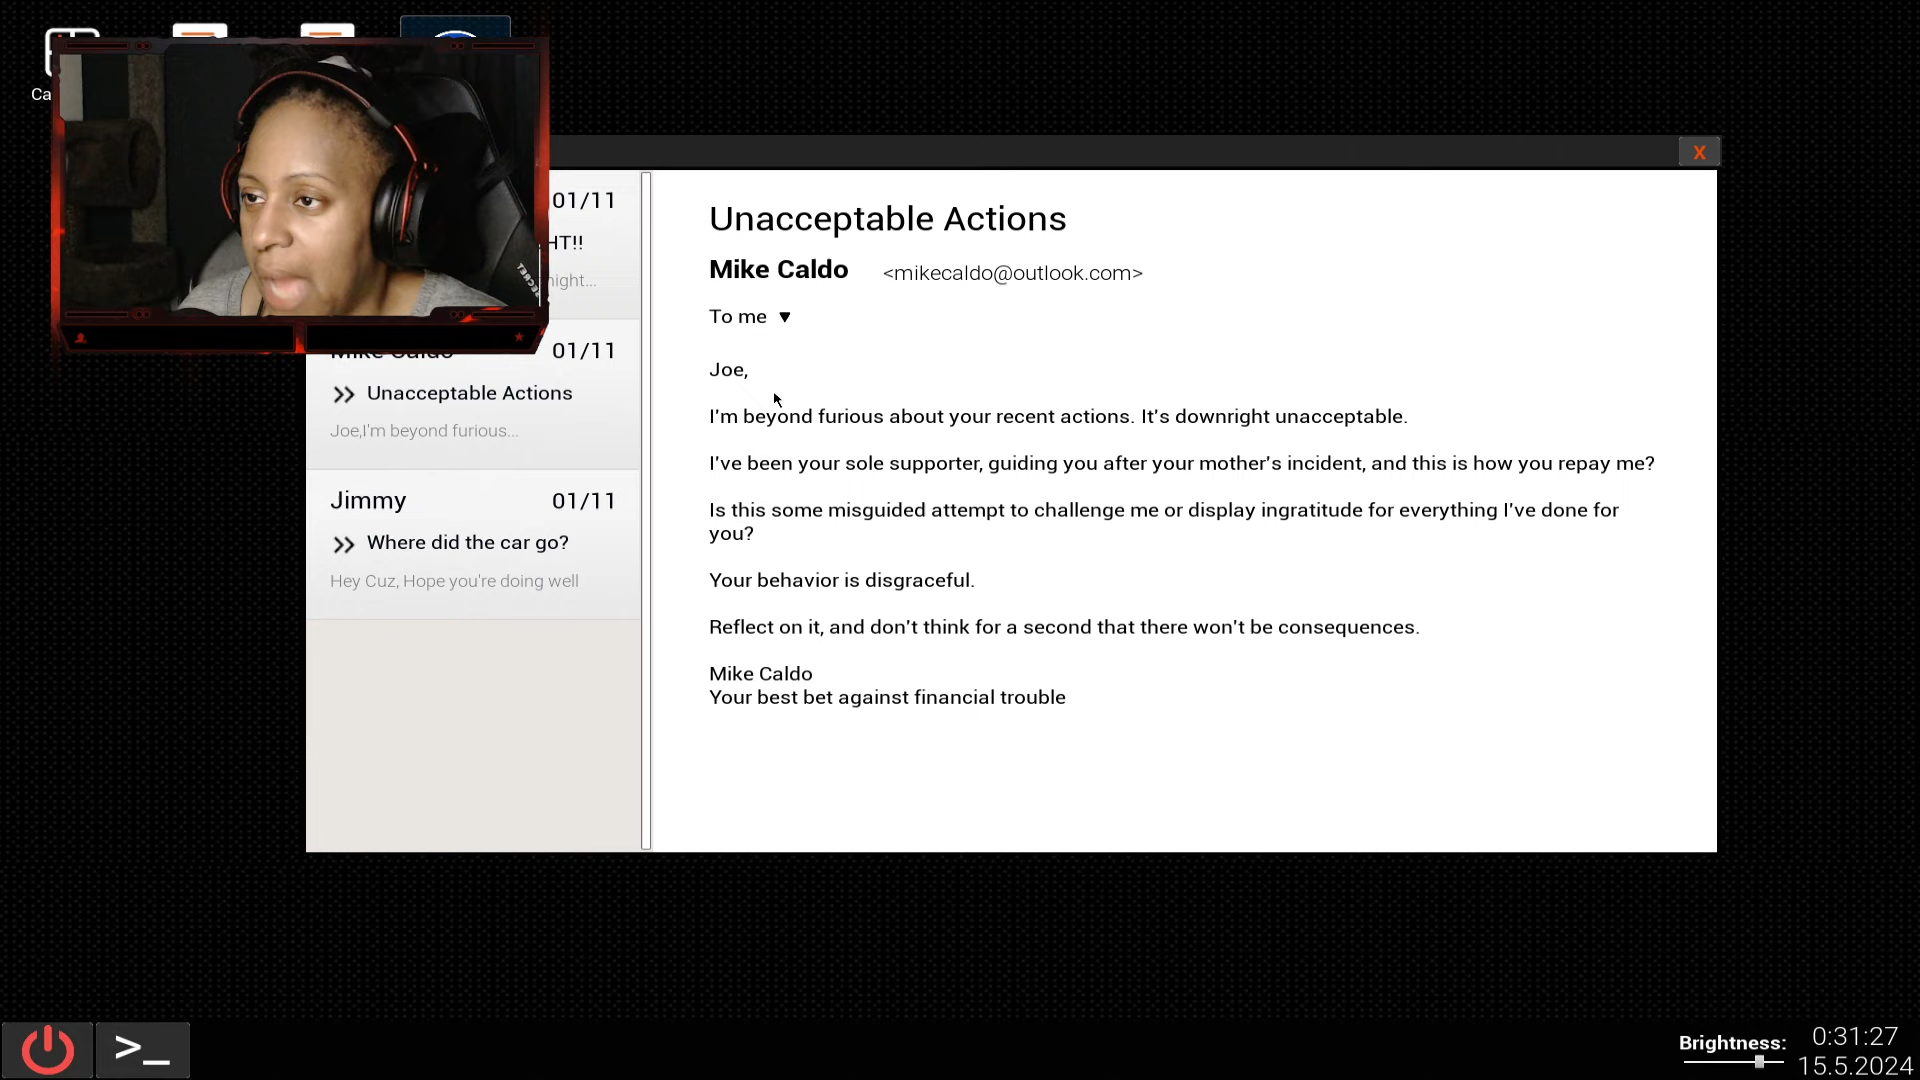 Ca
X
01/11
HT!!
night...
Mike Caldo 01/11
Unacceptable Actions
Joe,I'm beyond furious...
Jimmy 01/11
Where did the car go?
Hey Cuz, Hope you're doing well
Unacceptable Actions
Mike Caldo <mikecaldo@outlook.com>
To me
Joe,
I'm beyond furious about your recent actions. It's downright unacceptable.
I've been your sole supporter, guiding you after your mother's incident, and this is how you repay me?
Is this some misguided attempt to challenge me or display ingratitude for everything I've done for
you?
Your behavior is disgraceful.
Reflect on it, and don't think for a second that there won't be consequences.
Mike Caldo
Your best bet against financial trouble
>_
Brightness:
0:31:27
15.5.2024